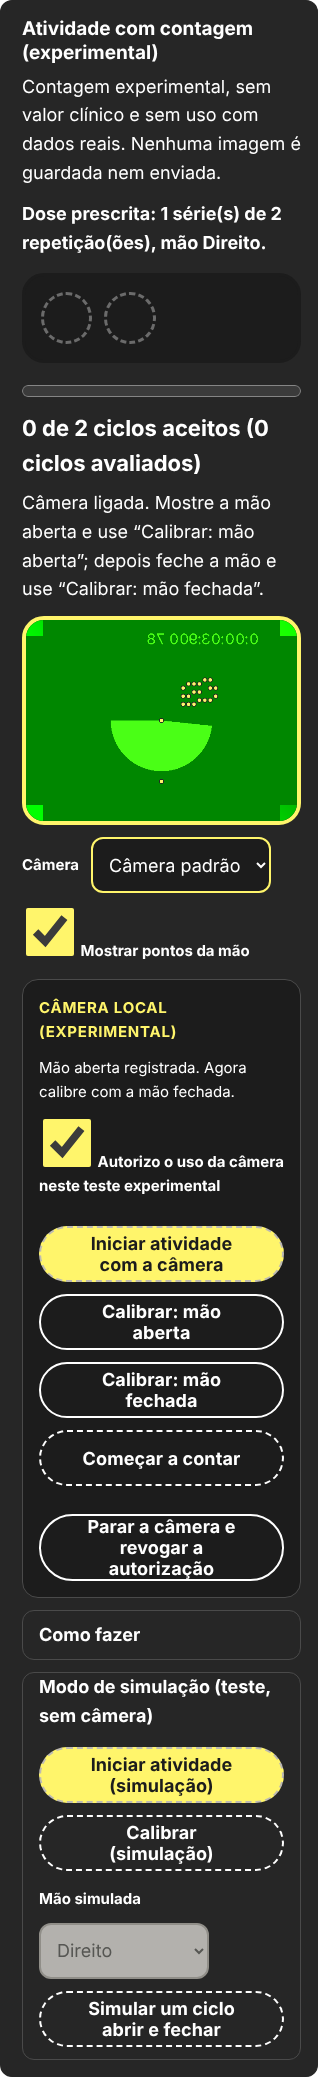 Atividade com contagem
(experimental)
Contagem experimental, sem
valor clínico e sem uso com
dados reais. Nenhuma imagem é
guardada nem enviada.
Dose prescrita: 1 série(s) de 2
repetição(ões), mão Direito.
0 de 2 ciclos aceitos (0
ciclos avaliados)
Câmera ligada. Mostre a mão
aberta e use “Calibrar: mão
aberta”; depois feche a mão e
use “Calibrar: mão fechada”.
0:00:03:900 78
Câmera
Câmera padrão
Mostrar pontos da mão
CÂMERA LOCAL
(EXPERIMENTAL)
Mão aberta registrada. Agora
calibre com a mão fechada.
Autorizo o uso da câmera
neste teste experimental
Iniciar atividade
com a câmera
Calibrar: mão
aberta
Calibrar: mão
fechada
Começar a contar
Parar a câmera e
revogar a
autorização
Como fazer
Modo de simulação (teste,
sem câmera)
Iniciar atividade
(simulação)
Calibrar
(simulação)
Mão simulada
Direito
Simular um ciclo
abrir e fechar